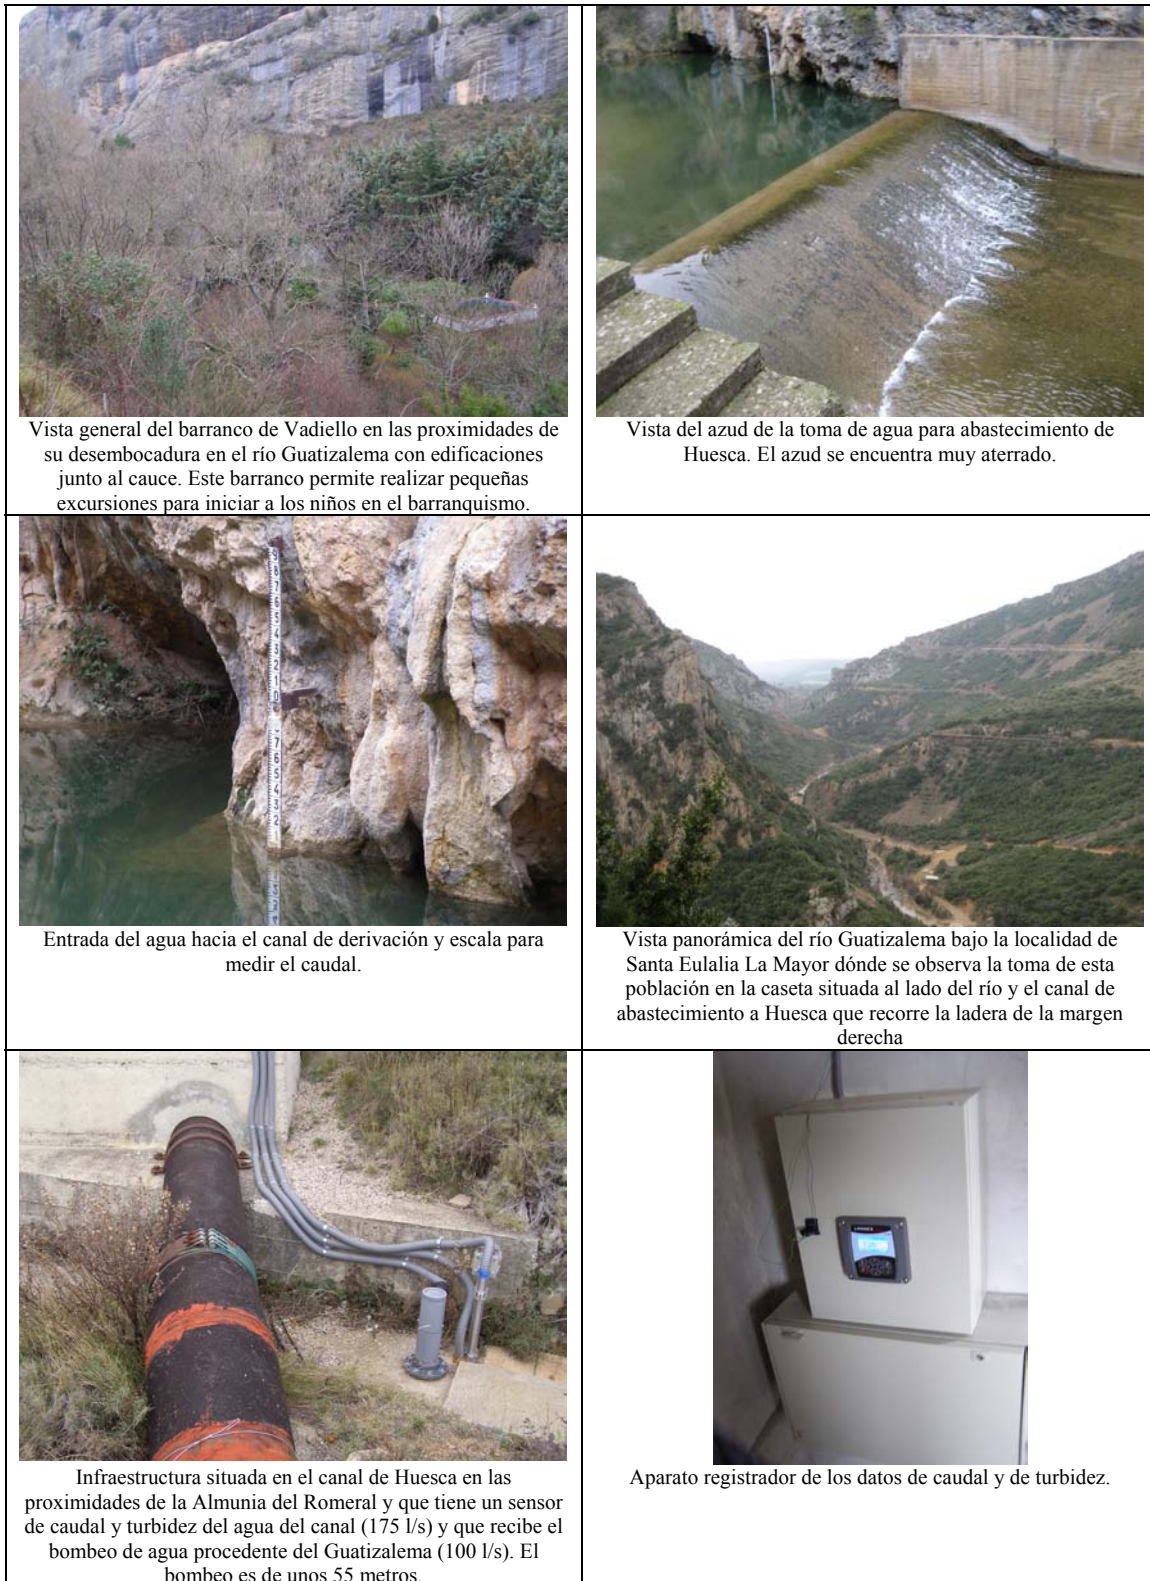 Vista general del barranco de Vadiello en las proximidades de
su desembocadura en el río Guatizalema con edificaciones
junto al cauce. Este barranco permite realizar pequeñas
excursiones para iniciar a los niños en el barranquismo.
Vista del azud de la toma de agua para abastecimiento de
Huesca. El azud se encuentra muy aterrado.
Entrada del agua hacia el canal de derivación y escala para
medir el caudal.
Vista panorámica del río Guatizalema bajo la localidad de
Santa Eulalia La Mayor dónde se observa la toma de esta
población en la caseta situada al lado del río y el canal de
abastecimiento a Huesca que recorre la ladera de la margen
derecha
Infraestructura situada en el canal de Huesca en las
proximidades de la Almunia del Romeral y que tiene un sensor
de caudal y turbidez del agua del canal (175 l/s) y que recibe el
bombeo de agua procedente del Guatizalema (100 l/s). El
bombeo es de unos 55 metros.
Aparato registrador de los datos de caudal y de turbidez.